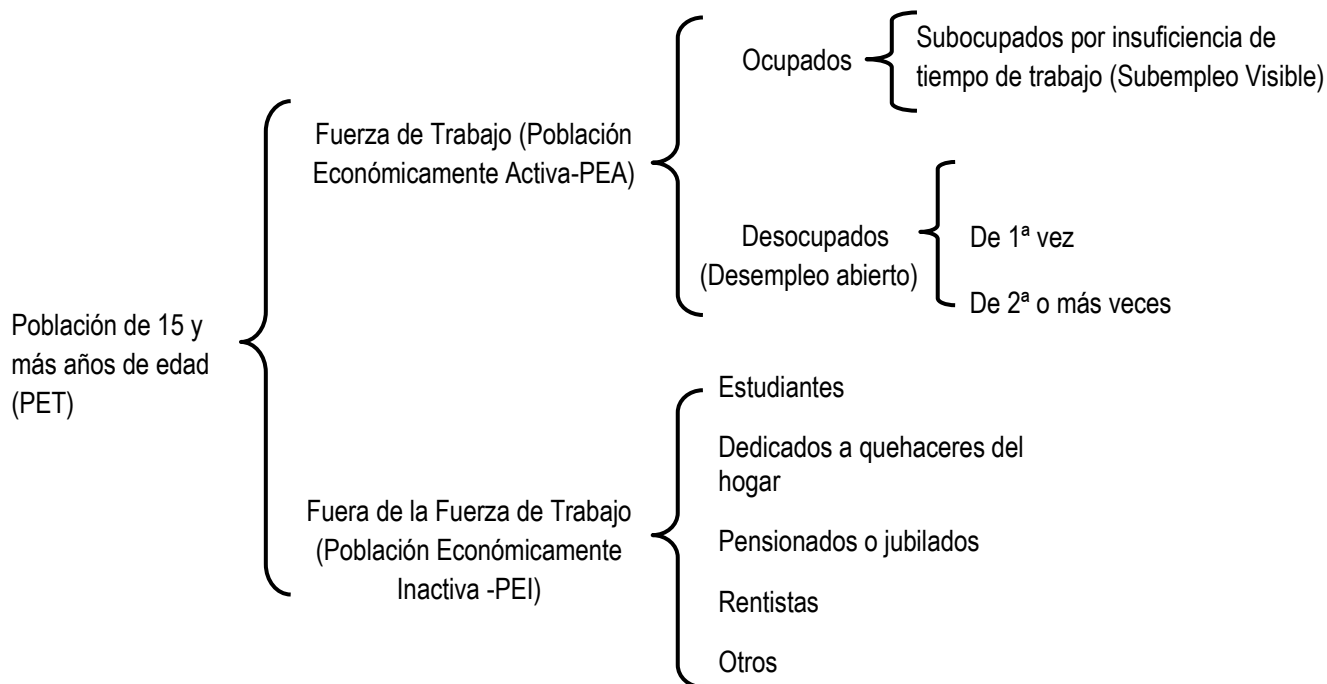 Población de 15 y
más años de edad
(PET)
Fuerza de Trabajo (Población
Económicamente Activa-PEA)
Ocupados
Subocupados por insuficiencia de
tiempo de trabajo (Subempleo Visible)
Desocupados
(Desempleo abierto)
De 1ª vez
De 2ª o más veces
Fuera de la Fuerza de Trabajo
(Población Económicamente
Inactiva -PEI)
Estudiantes
Dedicados a quehaceres del
hogar
Pensionados o jubilados
Rentistas
Otros